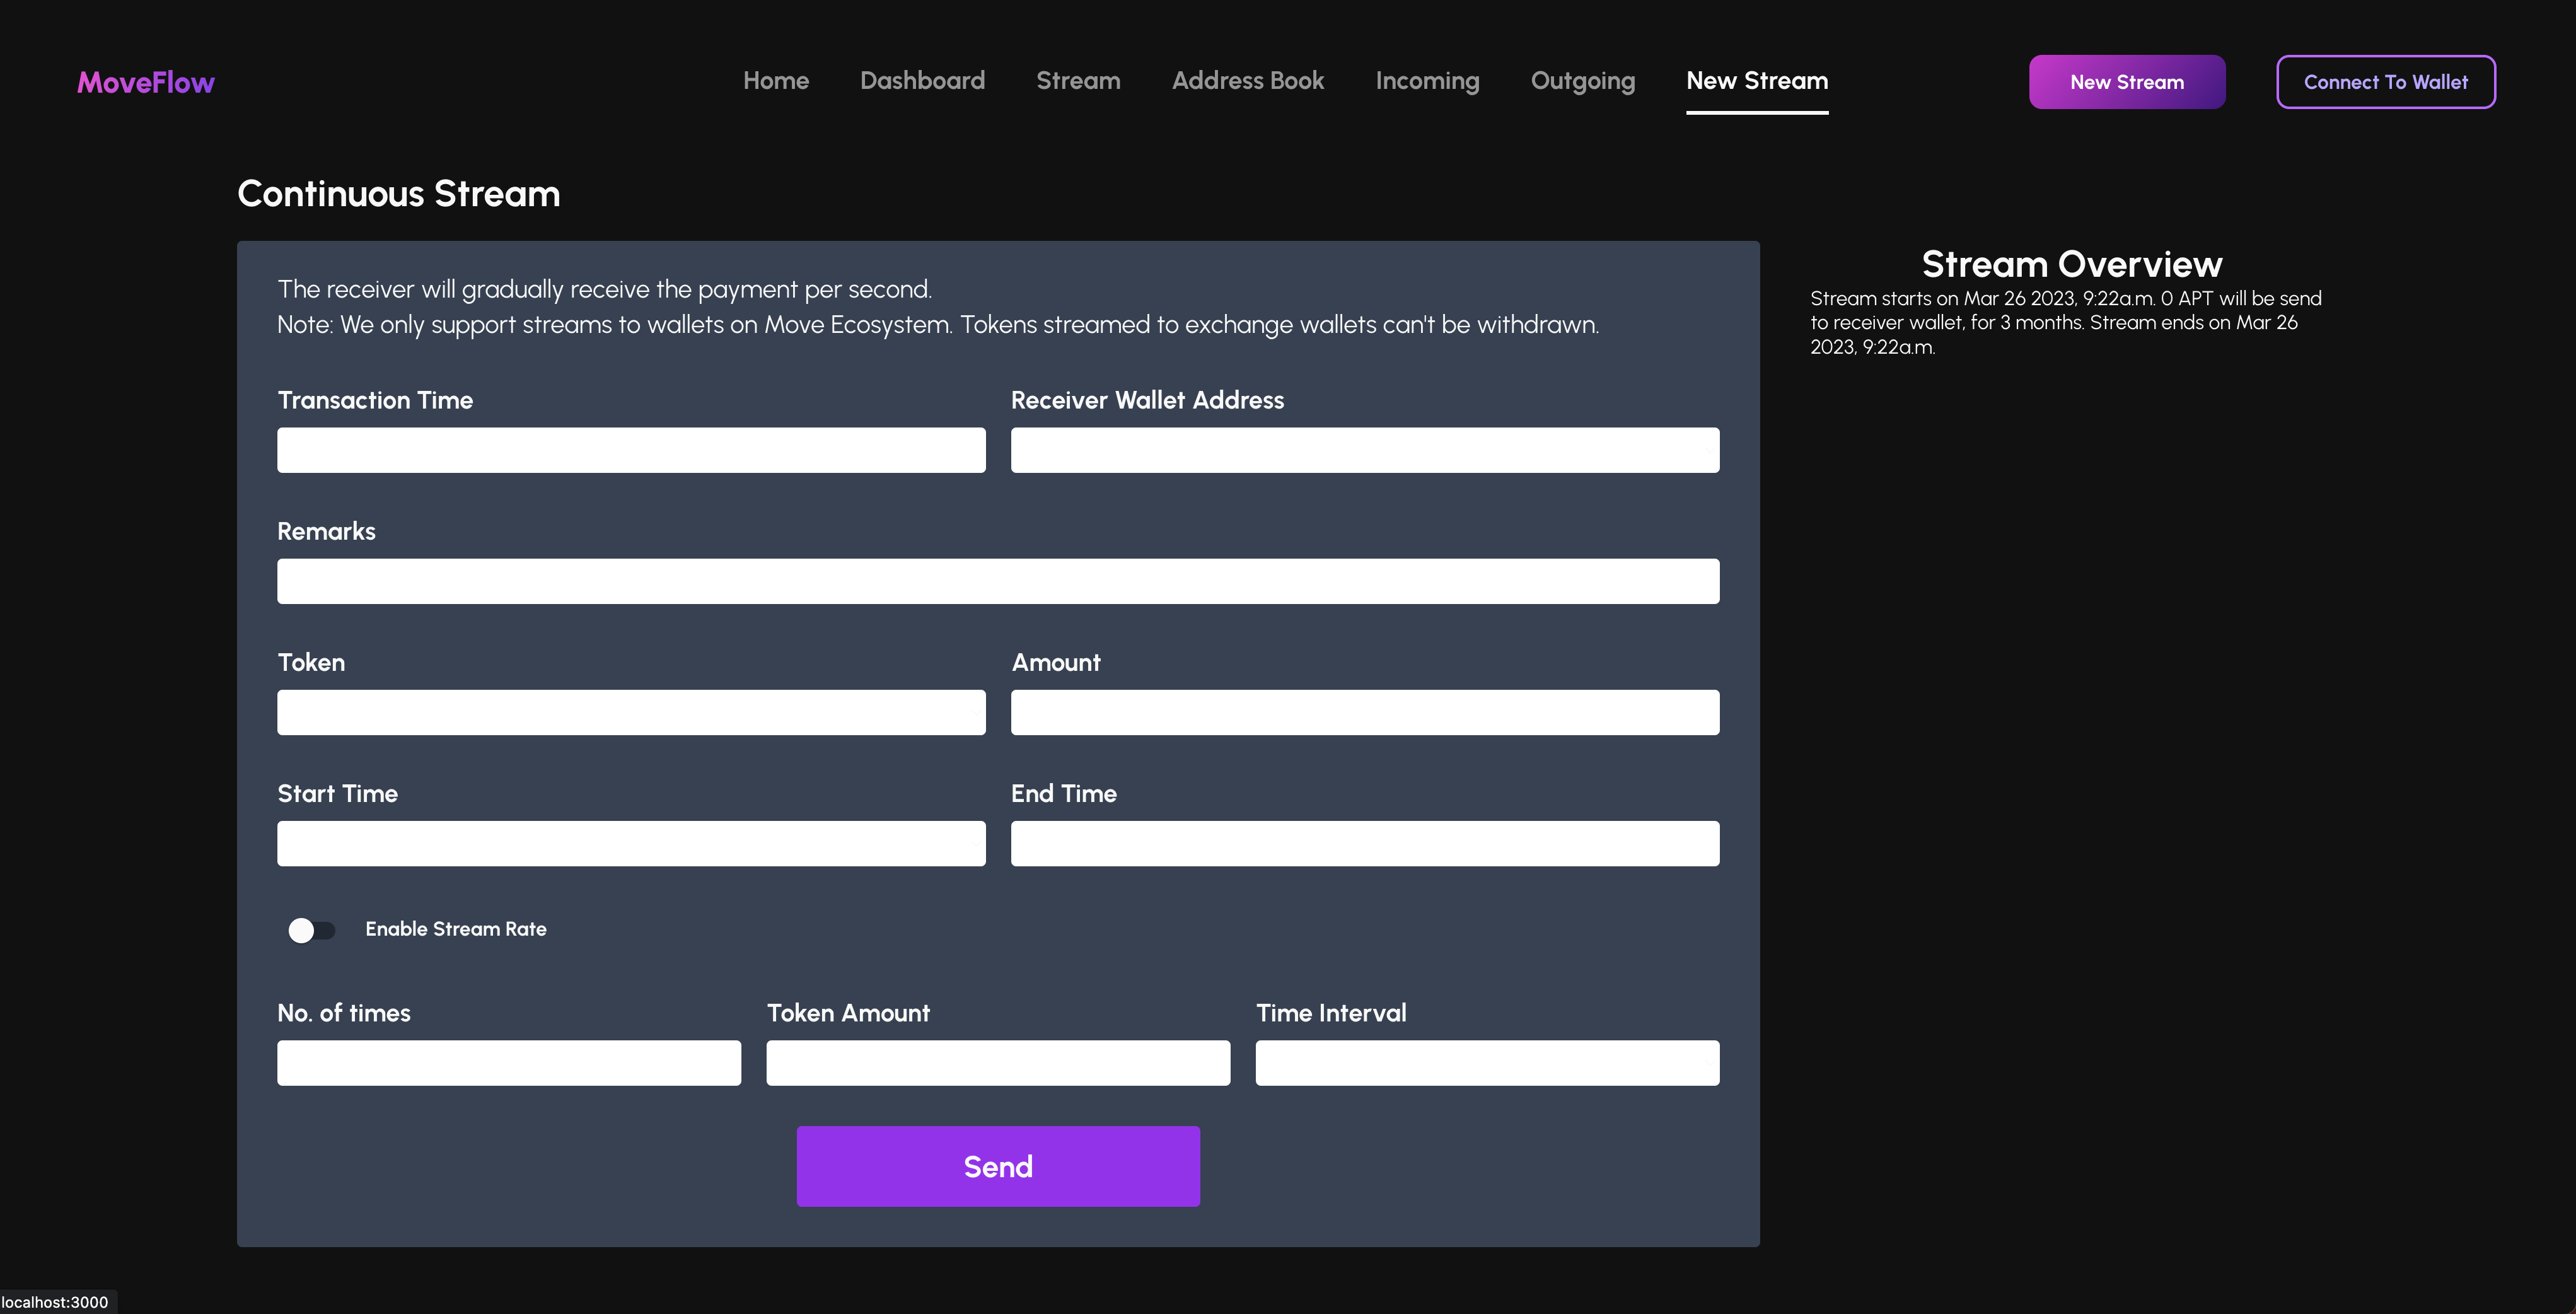 MoveFlow
Home
Dashboard
Stream
Address Book
Incoming
Outgoing
New Stream
New Stream
Connect To Wallet
Continuous Stream
The receiver will gradually receive the payment per second.
Note: We only support streams to wallets on Move Ecosystem. Tokens streamed to exchange wallets can't be withdrawn.
Stream Overview
Stream starts on Mar 26 2023, 9:22a.m. 0 APT will be send
to receiver wallet, for 3 months. Stream ends on Mar 26
2023, 9:22a.m.
Transaction Time
Receiver Wallet Address
Remarks
Token
Amount
Start Time
End Time
Enable Stream Rate
No. of times
Token Amount
Time Interval
Send
localhost:3000